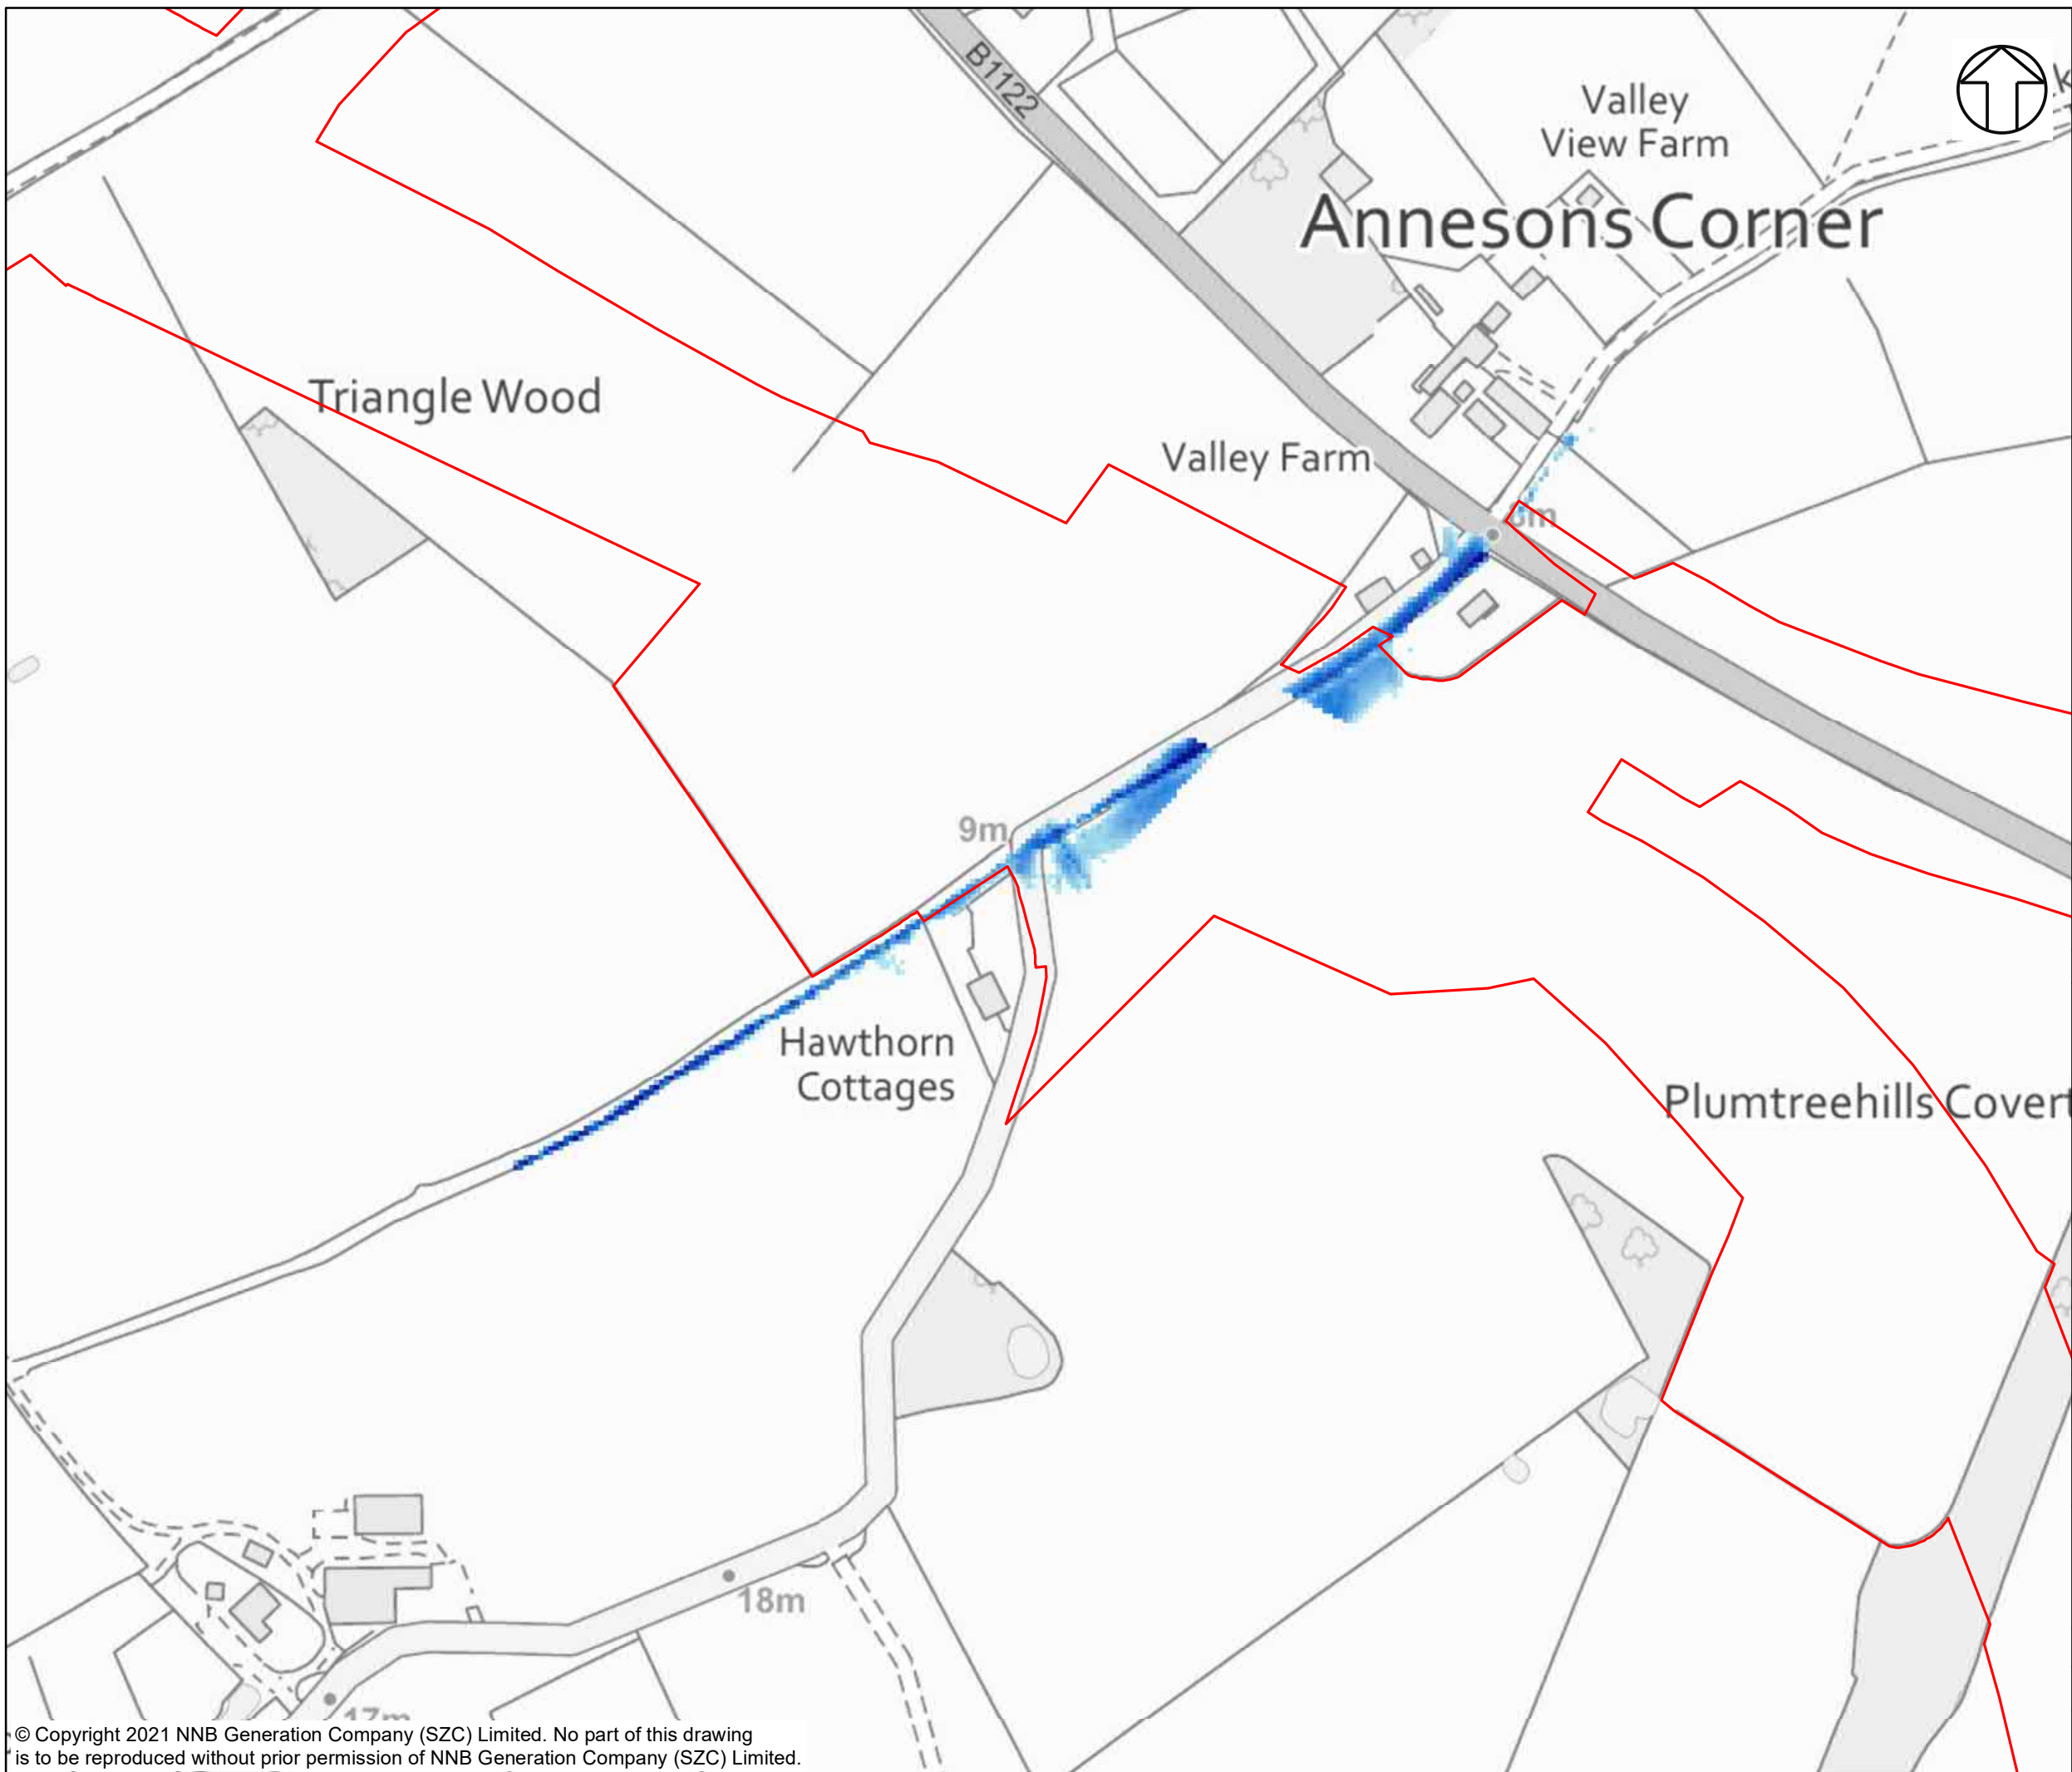 B1122
Valley
View Farm
Annesons Corner
Triangle Wood
Valley Farm
9m
Hawthorn
Cottages
Plumtreehills Covert
18m
17m
© Copyright 2021 NNB Generation Company (SZC) Limited. No part of this drawing
is to be reproduced without prior permission of NNB Generation Company (SZC) Limited.